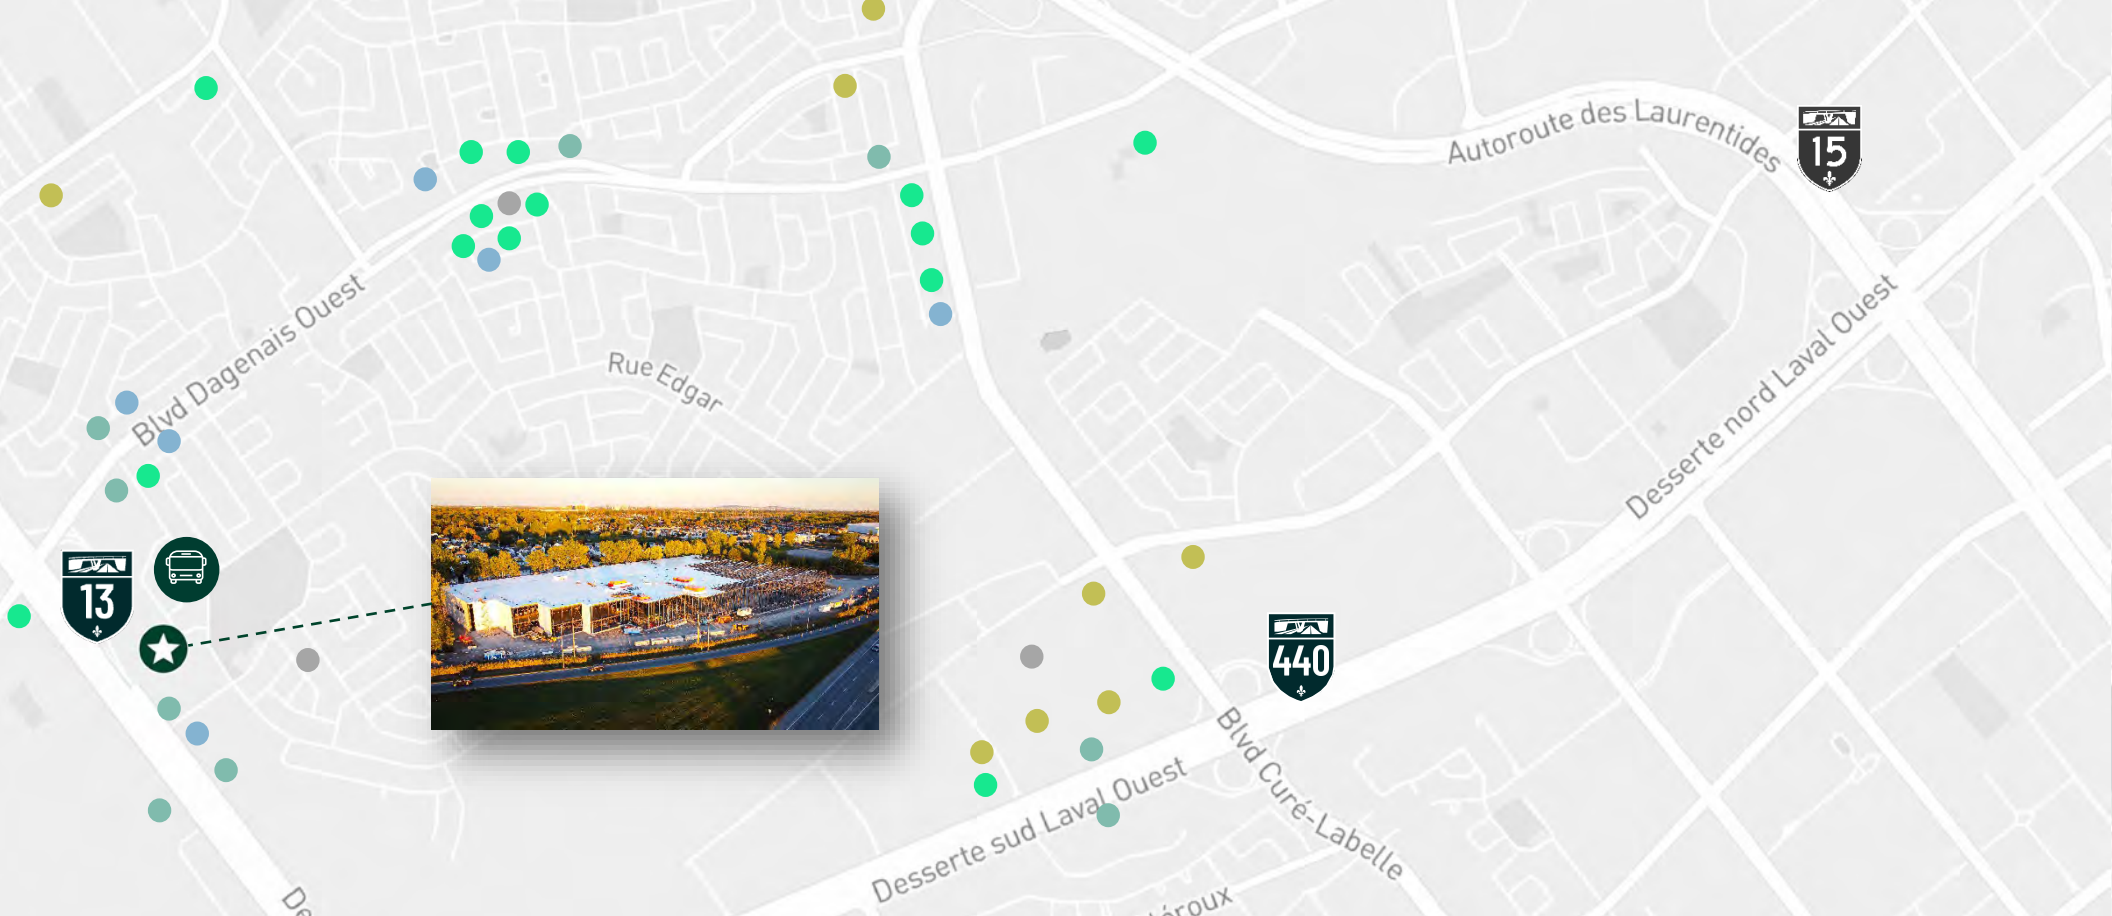 Autoroute des Laurentides
15
Blvd Dagenais Ouest
Rue Edgar
Desserte nord Laval Ouest
13
440
Blvd Curé-Labelle
Desserte sud Laval Ouest